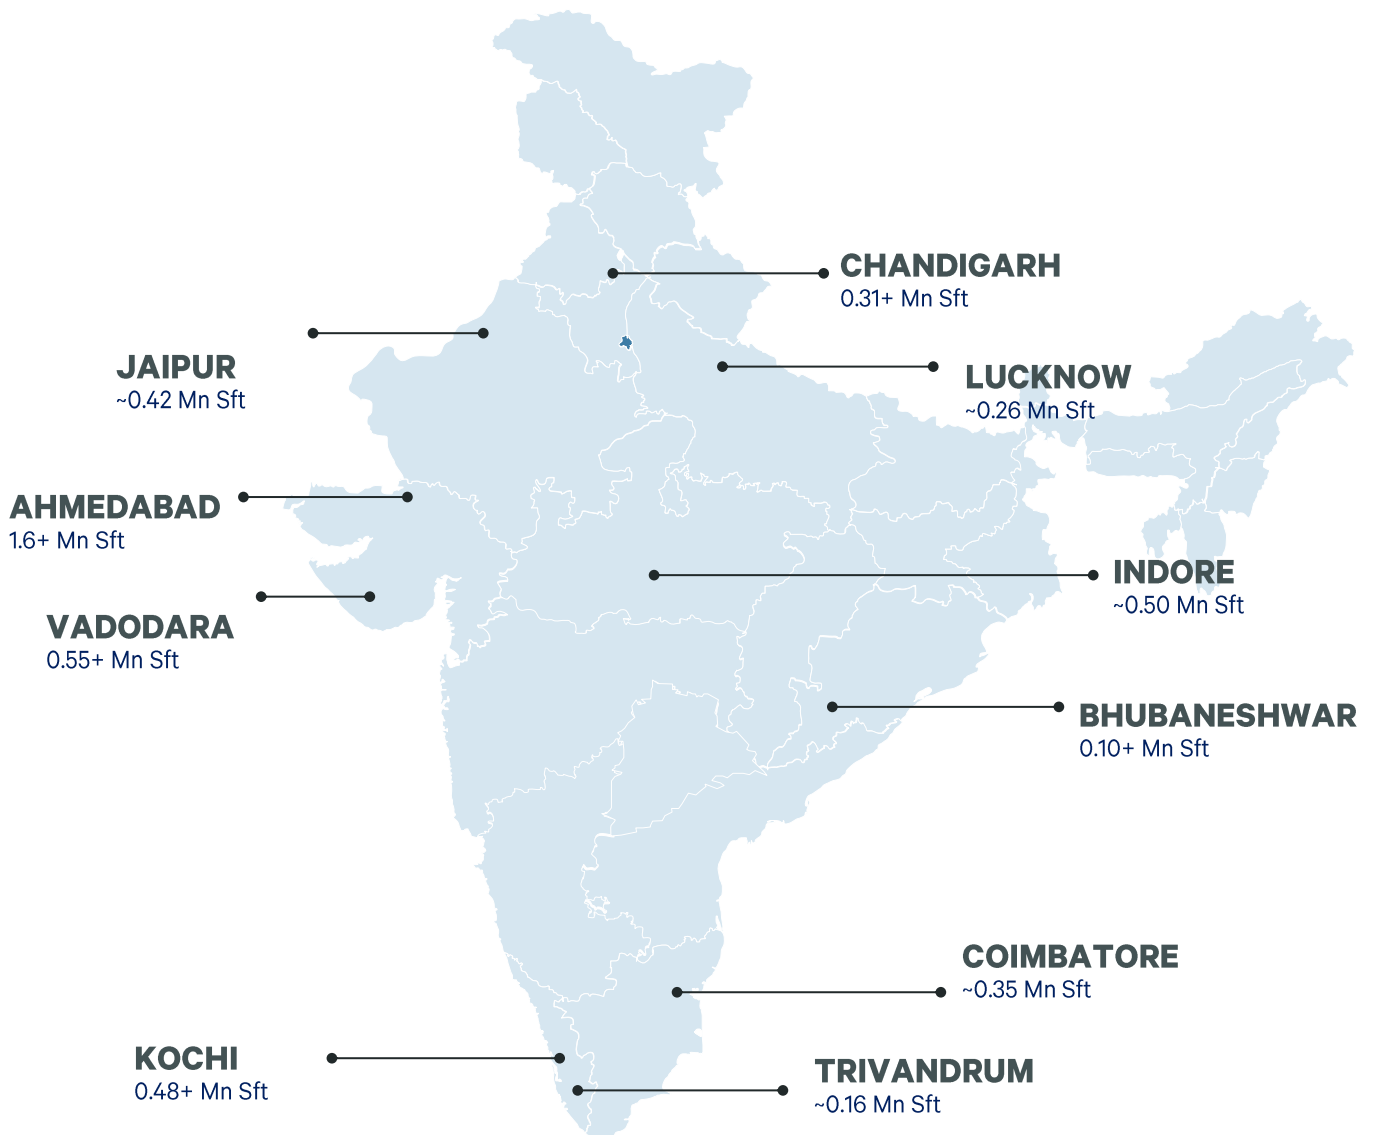 CHANDIGARH
0.31+ Mn Sft
JAIPUR
~0.42 Mn Sft
LUCKNOW
~0.26 Mn Sft
AHMEDABAD
1.6+ Mn Sft
INDORE
~0.50 Mn Sft
VADODARA
0.55+ Mn Sft
BHUBANESHWAR
0.10+ Mn Sft
COIMBATORE
~0.35 Mn Sft
KOCHI
0.48+ Mn Sft
TRIVANDRUM
~0.16 Mn Sft